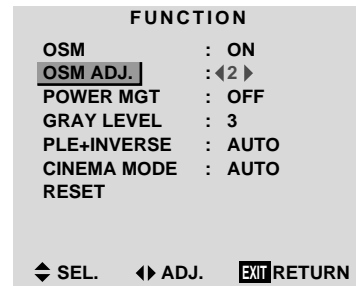 FUNCTION
OSM : ON
OSM ADJ. : 2
POWER MGT : OFF
GRAY LEVEL : 3
PLE+INVERSE : AUTO
CINEMA MODE : AUTO
RESET
SEL. ADJ. EXIT RETURN